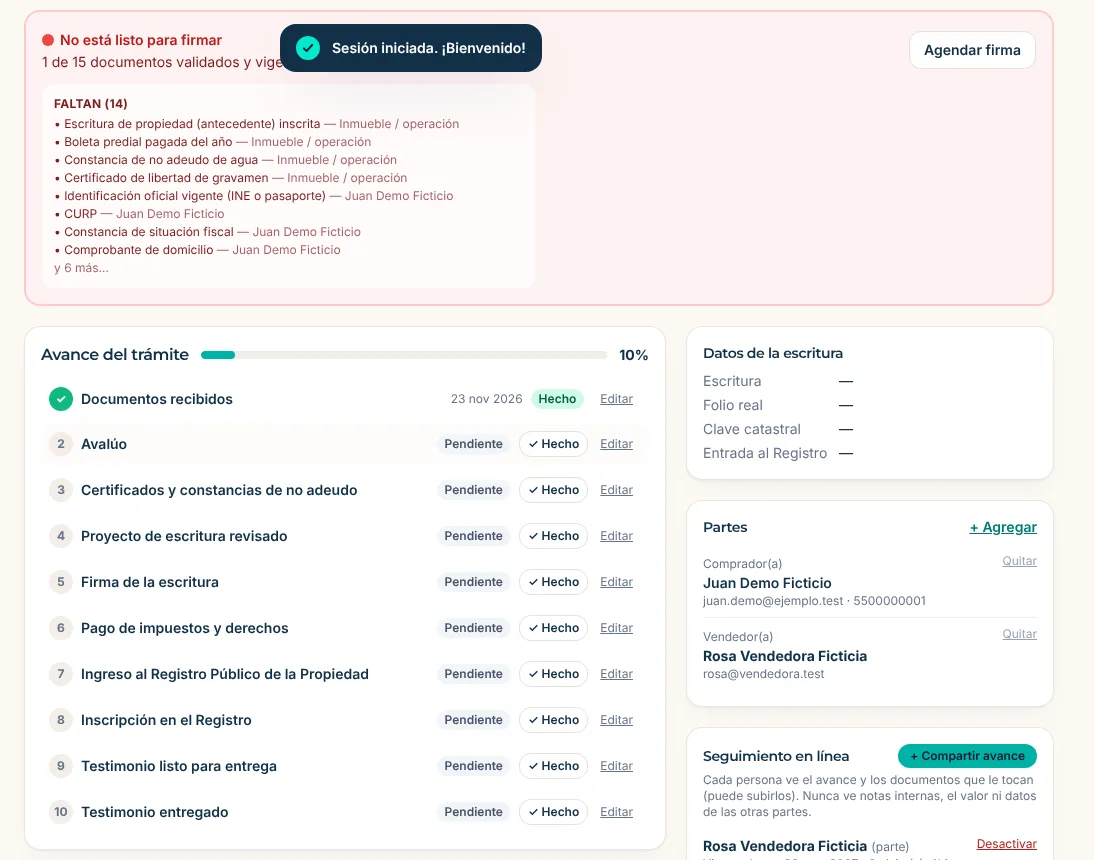 No está listo para firmar
1 de 15 documentos validados y vige
Sesión iniciada. ¡Bienvenido!
Agendar firma
FALTAN (14)
• Escritura de propiedad (antecedente) inscrita — Inmueble / operación
• Boleta predial pagada del año — Inmueble / operación
• Constancia de no adeudo de agua — Inmueble / operación
• Certificado de libertad de gravamen — Inmueble / operación
• Identificación oficial vigente (INE o pasaporte) — Juan Demo Ficticio
• CURP — Juan Demo Ficticio
• Constancia de situación fiscal — Juan Demo Ficticio
• Comprobante de domicilio — Juan Demo Ficticio
y 6 más...
Avance del trámite 10%
Documentos recibidos 23 nov 2026 Hecho Editar
2 Avalúo Pendiente ✓ Hecho Editar
3 Certificados y constancias de no adeudo Pendiente ✓ Hecho Editar
4 Proyecto de escritura revisado Pendiente ✓ Hecho Editar
5 Firma de la escritura Pendiente ✓ Hecho Editar
6 Pago de impuestos y derechos Pendiente ✓ Hecho Editar
7 Ingreso al Registro Público de la Propiedad Pendiente ✓ Hecho Editar
8 Inscripción en el Registro Pendiente ✓ Hecho Editar
9 Testimonio listo para entrega Pendiente ✓ Hecho Editar
10 Testimonio entregado Pendiente ✓ Hecho Editar
Datos de la escritura
Escritura —
Folio real —
Clave catastral —
Entrada al Registro —
Partes + Agregar
Comprador(a) Quitar
Juan Demo Ficticio
juan.demo@ejemplo.test · 5500000001
Vendedor(a) Quitar
Rosa Vendedora Ficticia
rosa@vendedora.test
Seguimiento en línea + Compartir avance
Cada persona ve el avance y los documentos que le tocan
(puede subirlos). Nunca ve notas internas, el valor ni datos
de las otras partes.
Rosa Vendedora Ficticia (parte) Desactivar